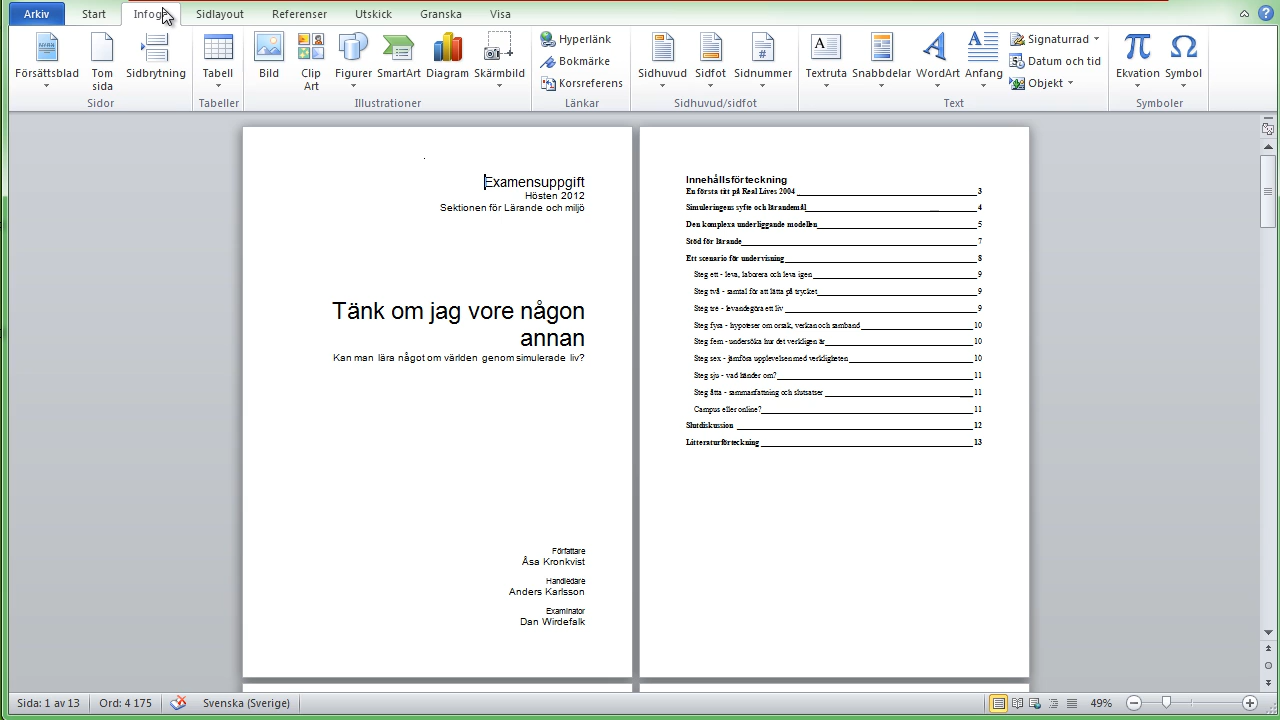 Arkiv Start Infoga Sidlayout Referenser Utskick Granska Visa
Försättsblad Tom sida Sidbrytning Tabell Bild Clip Art Figurer SmartArt Diagram Skärmbild
Hyperlänk
Bokmärke
Korsreferens
Sidhuvud Sidfot Sidnummer Textruta Snabbdelar WordArt Anfang
Signaturrad
Datum och tid
Objekt
Ekvation Symbol
Sidor Tabeller Illustrationer Länkar Sidhuvud/sidfot Text Symboler
Examensuppgift
Hösten 2012
Sektionen för Lärande och miljö
Tänk om jag vore någon
annan
Kan man lära något om världen genom simulerade liv?
Författare
Åsa Kronkvist
Handledare
Anders Karlsson
Examinator
Dan Wirdefalk
Innehållsförteckning
En första titt på Real Lives 2004 3
Simuleringens syfte och lärandemål 4
Den komplexa underliggande modellen 5
Stöd för lärande 7
Ett scenario för undervisning 8
Steg ett - leva, laborera och leva igen 9
Steg två - samtal för att lätta på trycket 9
Steg tre - levandegöra ett liv 9
Steg fyra - hypoteser om orsak, verkan och samband 10
Steg fem - undersöka hur det verkligen är 10
Steg sex - jämföra upplevelsen med verkligheten 10
Steg sju - vad händer om? 11
Steg åtta - sammanfattning och slutsatser 11
Campus eller online? 11
Slutdiskussion 12
Litteraturförteckning 13
Sida: 1 av 13 Ord: 4 175 Svenska (Sverige) 49%